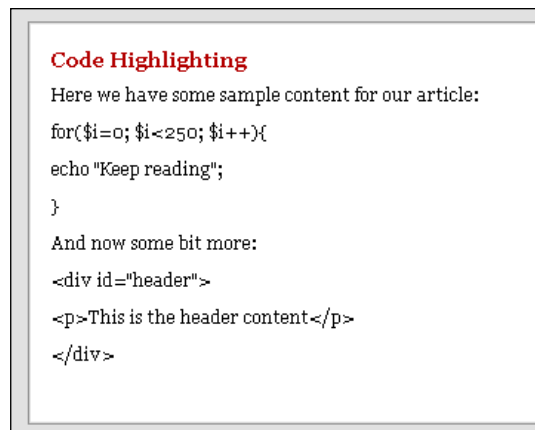 Code Highlighting
Here we have some sample content for our article:
for($i=0; $i<250; $i++){
echo "Keep reading";
}
And now some bit more:
<div id="header">
<p>This is the header content</p>
</div>